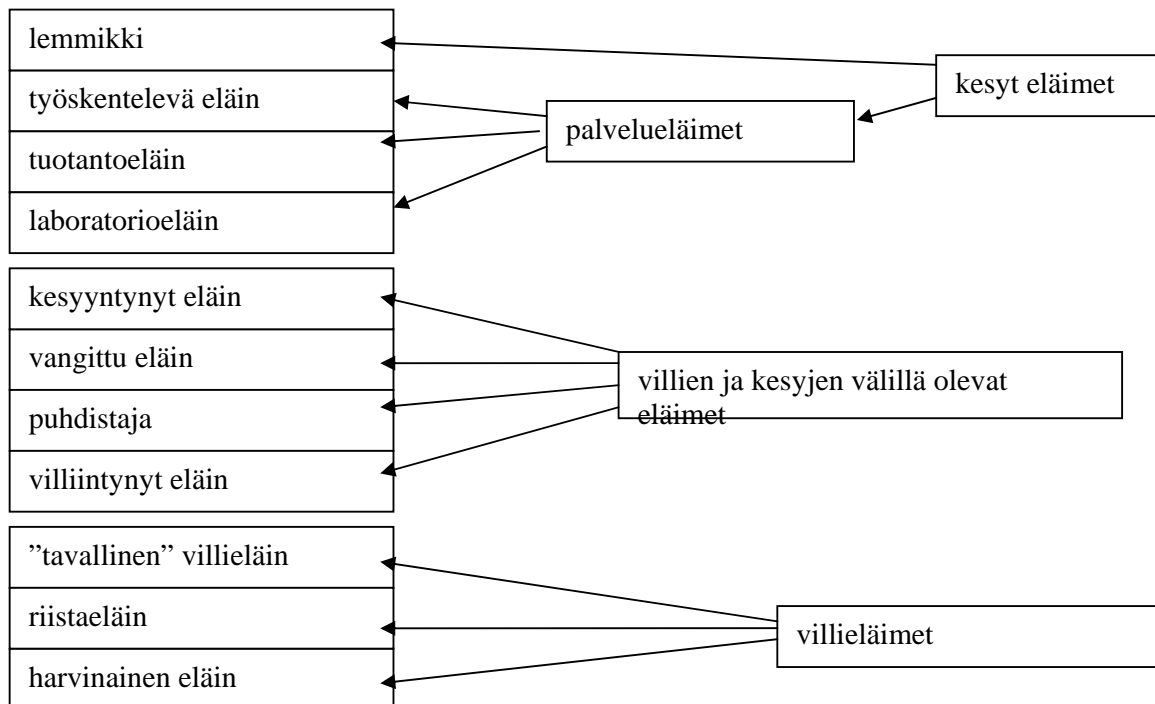 lemmikki
työskentelevä eläin
tuotantoeläin
laboratorioeläin
palvelueläimet
kesyt eläimet
kesyyntynyt eläin
vangittu eläin
puhdistaja
villiintynyt eläin
villien ja kesyjen välillä olevat
eläimet
”tavallinen” villieläin
riistaeläin
harvinainen eläin
villieläimet